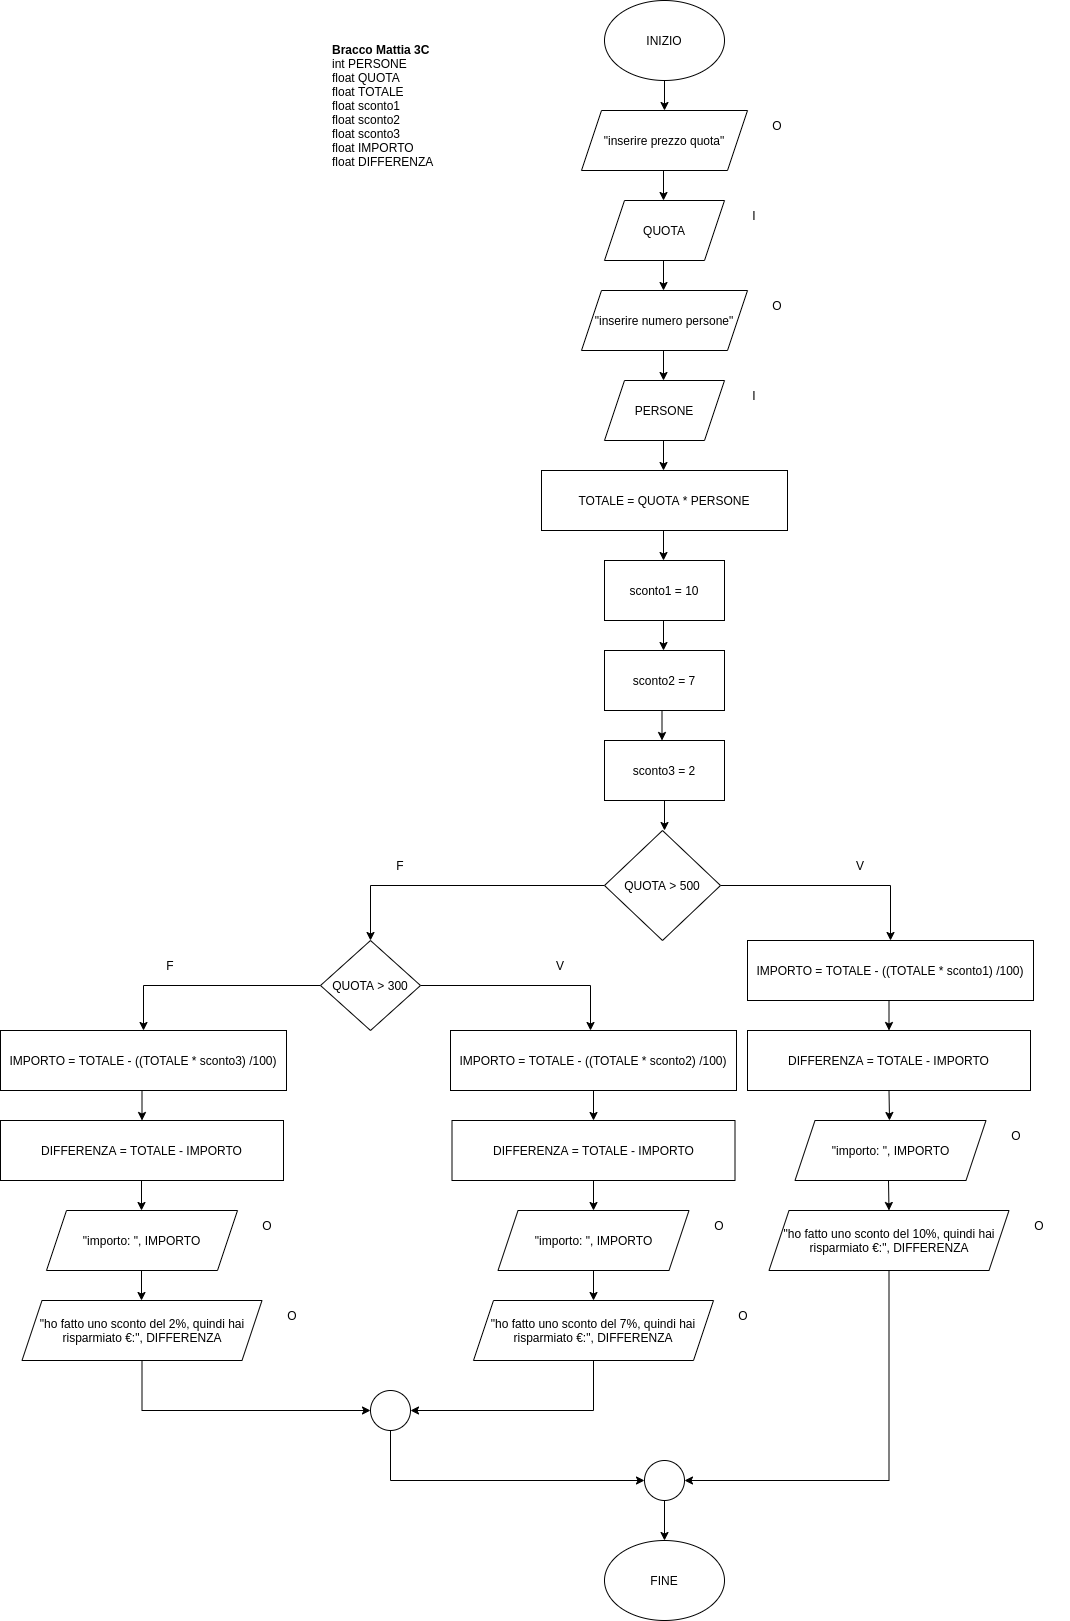 INIZIO
Bracco Mattia 3C
int PERSONE
float QUOTA
float TOTALE
float sconto1
float sconto2
float sconto3
float IMPORTO
float DIFFERENZA
"inserire prezzo quota"
O
QUOTA
I
"inserire numero persone"
O
PERSONE
I
TOTALE = QUOTA * PERSONE
sconto1 = 10
sconto2 = 7
sconto3 = 2
QUOTA > 500
F
V
QUOTA > 300
F
V
IMPORTO = TOTALE - ((TOTALE * sconto1) /100)
IMPORTO = TOTALE - ((TOTALE * sconto3) /100)
IMPORTO = TOTALE - ((TOTALE * sconto2) /100)
DIFFERENZA = TOTALE - IMPORTO
DIFFERENZA = TOTALE - IMPORTO
DIFFERENZA = TOTALE - IMPORTO
"importo: ", IMPORTO
O
"importo: ", IMPORTO
O
"importo: ", IMPORTO
O
"ho fatto uno sconto del 10%, quindi hai
risparmiato €:", DIFFERENZA
O
"ho fatto uno sconto del 2%, quindi hai
risparmiato €:", DIFFERENZA
O
"ho fatto uno sconto del 7%, quindi hai
risparmiato €:", DIFFERENZA
O
FINE